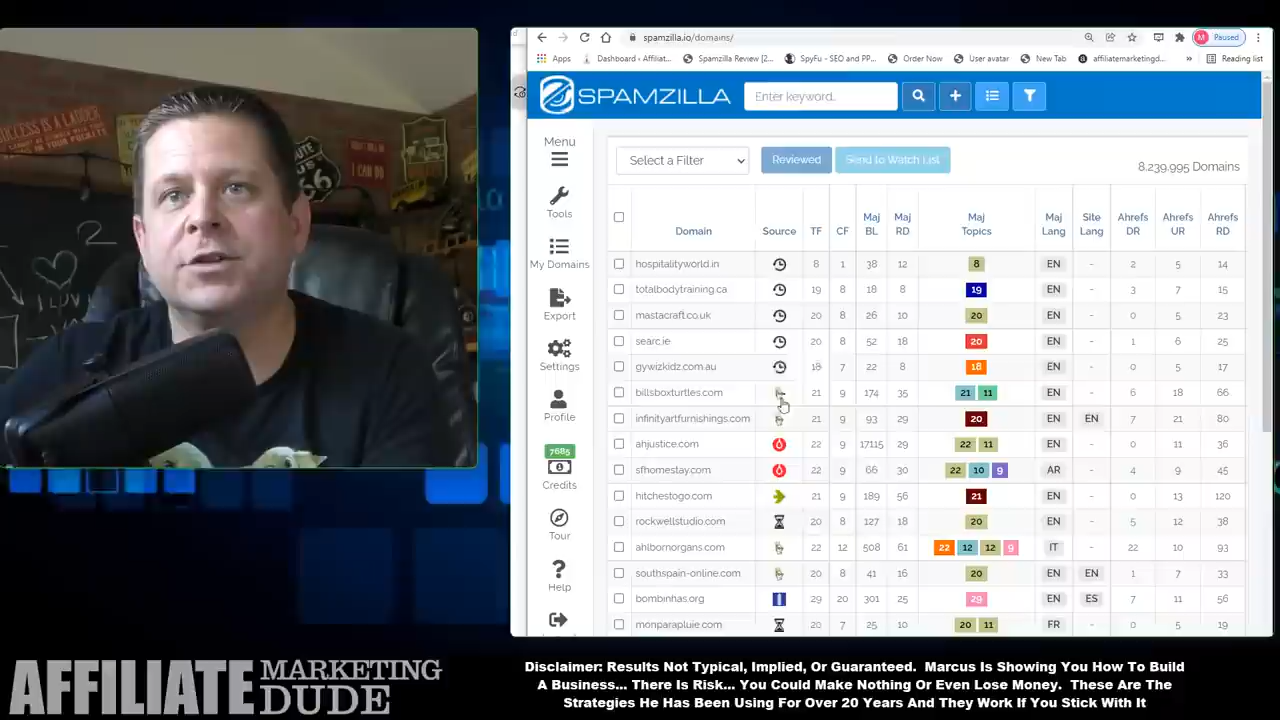 SUCCESS IS A LADDER
IN YOUR POCKETS
ROUTE
US
66
I CAN DO
spamzilla.io/domains/
M Paused
Apps
Dashboard ‹ Affiliat...
Spamzilla Review [2...
SpyFu - SEO and PP...
Order Now
User avatar
New Tab
affiliatemarketingd...
»
Reading list
SPAMZILLA
Enter keyword.
Menu
Tools
My Domains
Export
Settings
Profile
7685
Credits
Tour
Help
Select a Filter
Reviewed
Send to Watch List
8,239,995 Domains
Domain Source TF CF Maj BL Maj RD Maj Topics Maj Lang Site Lang Ahrefs DR Ahrefs UR Ahrefs RD
hospitalityworld.in 8 1 38 12 8 EN - 2 5 14
totalbodytraining.ca 19 8 18 8 19 EN - 3 7 15
mastacraft.co.uk 20 8 26 10 20 EN - 0 5 23
searc.ie 20 8 52 18 20 EN - 1 6 25
gywizkidz.com.au 18 7 22 8 18 EN - 0 5 17
billsboxturtles.com 21 9 174 35 21 11 EN - 6 18 66
infinityartfurnishings.com 21 9 93 29 20 EN EN 7 21 80
ahjustice.com 22 9 17115 29 22 11 EN - 0 11 36
sfhomestay.com 22 9 66 30 22 10 9 AR - 4 9 45
hitchestogo.com 21 9 189 56 21 EN - 0 13 120
rockwellstudio.com 20 8 127 18 20 EN - 5 12 38
ahlbornorgans.com 22 12 508 61 22 12 12 9 IT - 22 10 93
southspain-online.com 20 8 41 16 20 EN EN 1 7 33
bombinhas.org 29 20 301 25 29 EN ES 7 11 56
monparapluie.com 20 7 25 10 20 11 FR - 0 5 19
AFFILIATE MARKETING
DUDE
Disclaimer: Results Not Typical, Implied, Or Guaranteed. Marcus Is Showing You How To Build
A Business... There Is Risk... You Could Make Nothing Or Even Lose Money. These Are The
Strategies He Has Been Using For Over 20 Years And They Work If You Stick With It